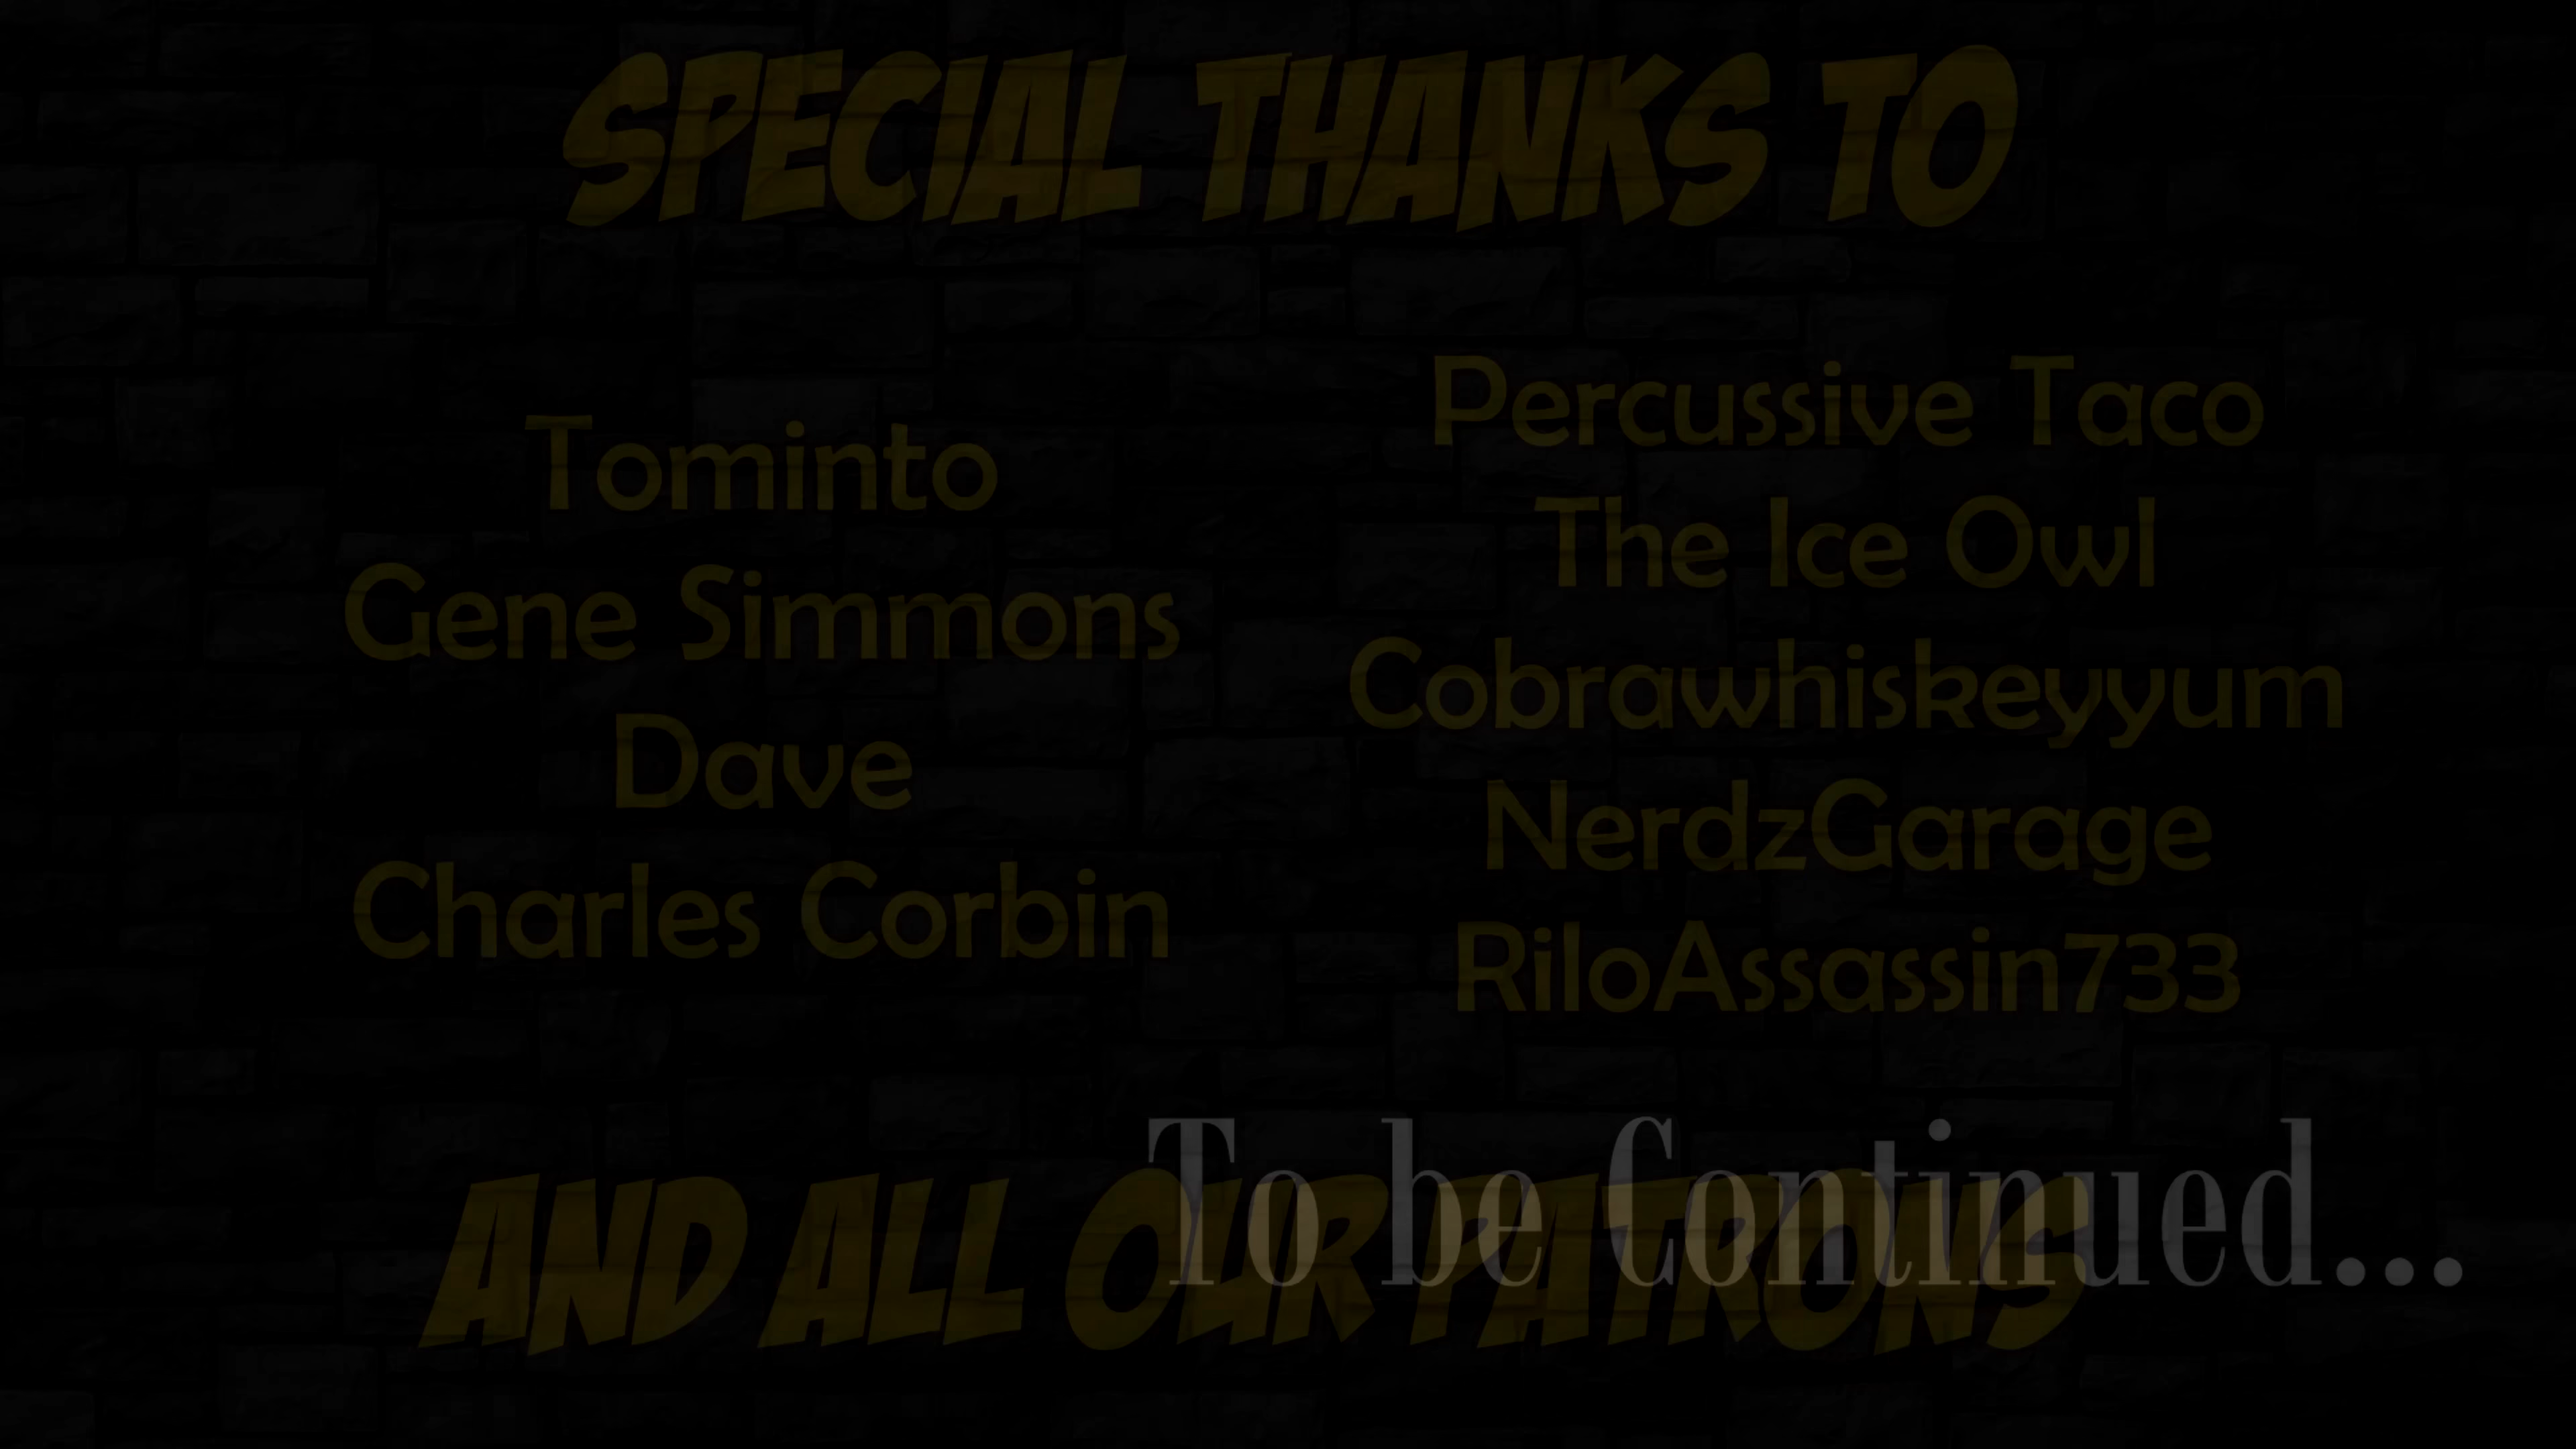 SPECIAL THANKS TO
Tominto
Gene Simmons
Dave
Charles Corbin
Percussive Taco
The Ice Owl
Cobrawhiskeyyum
NerdzGarage
RiloAssassin733
AND ALL OUR PATRONS
To be Continued...